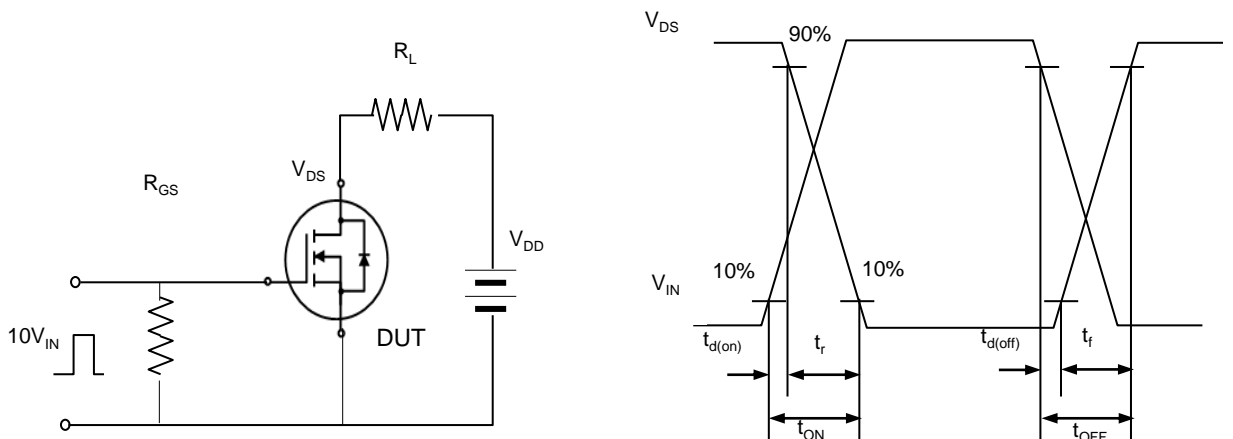 R_L
V_DS
R_GS
V_DD
10V_IN
DUT
V_DS
90%
10%
10%
V_IN
t_d(on)
t_r
t_d(off)
t_f
t_ON
t_OFF